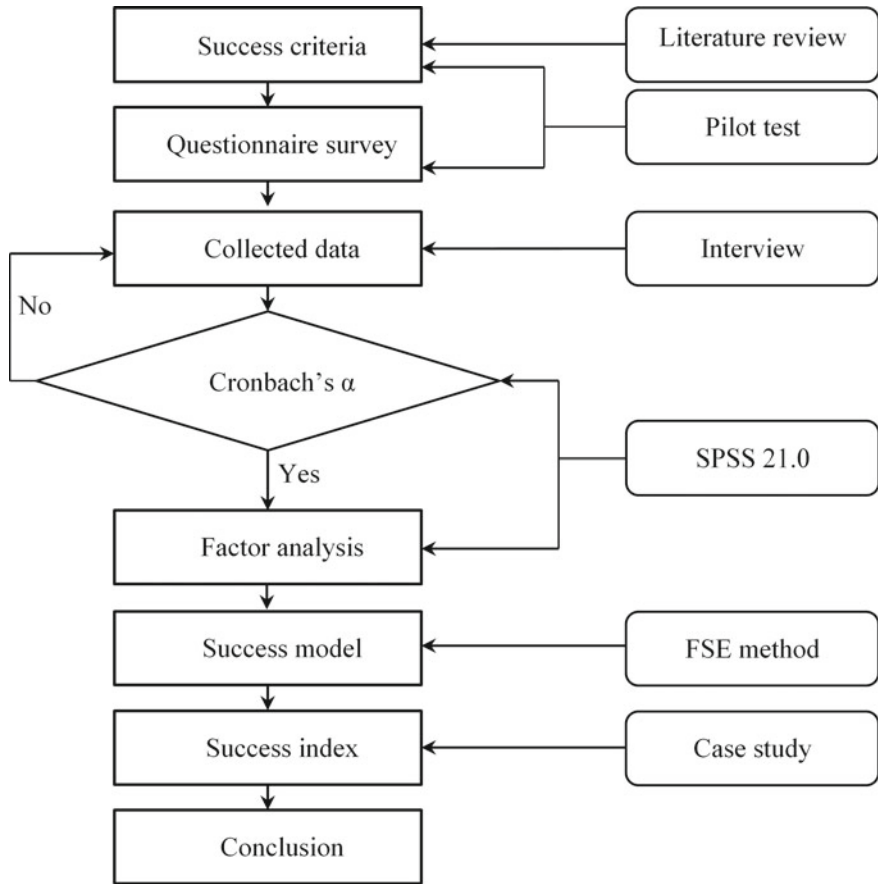 Success criteria
Literature review
Questionnaire survey
Pilot test
Collected data
Interview
No
Cronbach’s α
SPSS 21.0
Yes
Factor analysis
Success model
FSE method
Success index
Case study
Conclusion